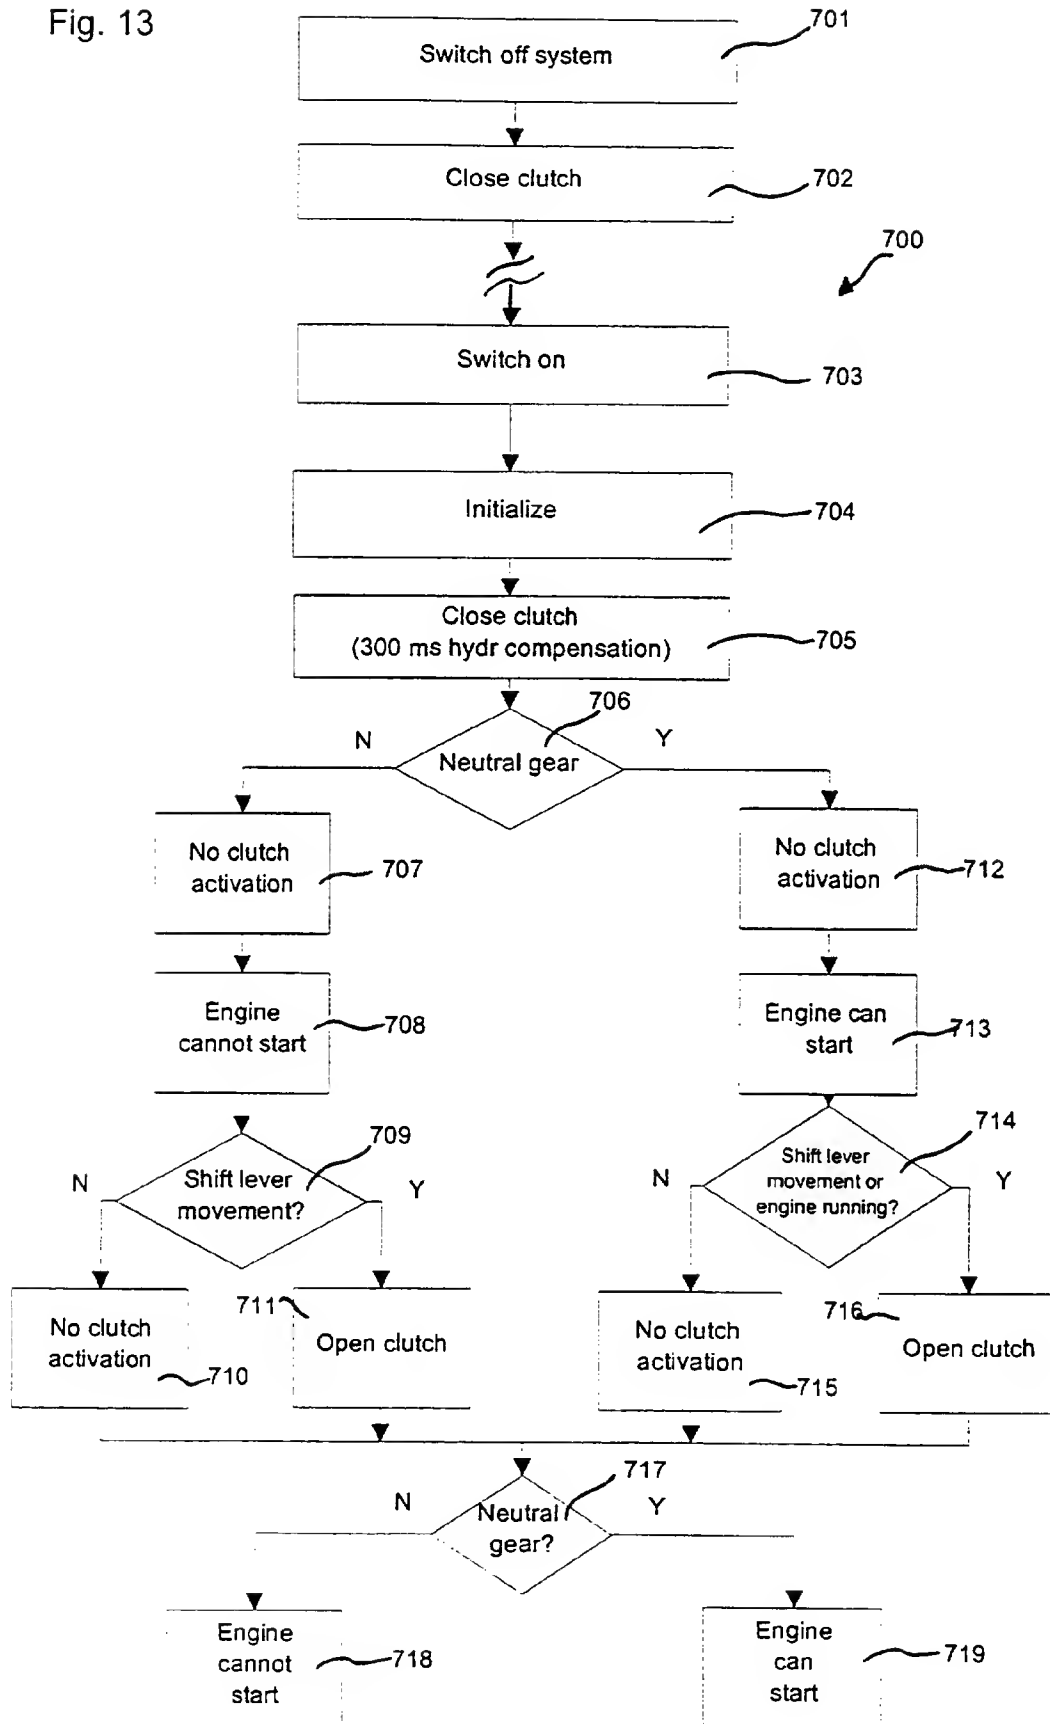 Fig. 13
701
Switch off system
Close clutch
702
700
Switch on
703
Initialize
704
Close clutch
(300 ms hydr compensation)
705
706
N
Y
Neutral gear
No clutch
activation
707
No clutch
activation
712
Engine
cannot start
708
Engine can
start
713
709
714
N
Shift lever
movement?
Y
N
Shift lever
movement or
engine running?
Y
711
716
No clutch
activation
710
Open clutch
No clutch
activation
715
Open clutch
717
N
Y
Neutral
gear?
Engine
cannot
start
718
Engine
can
start
719